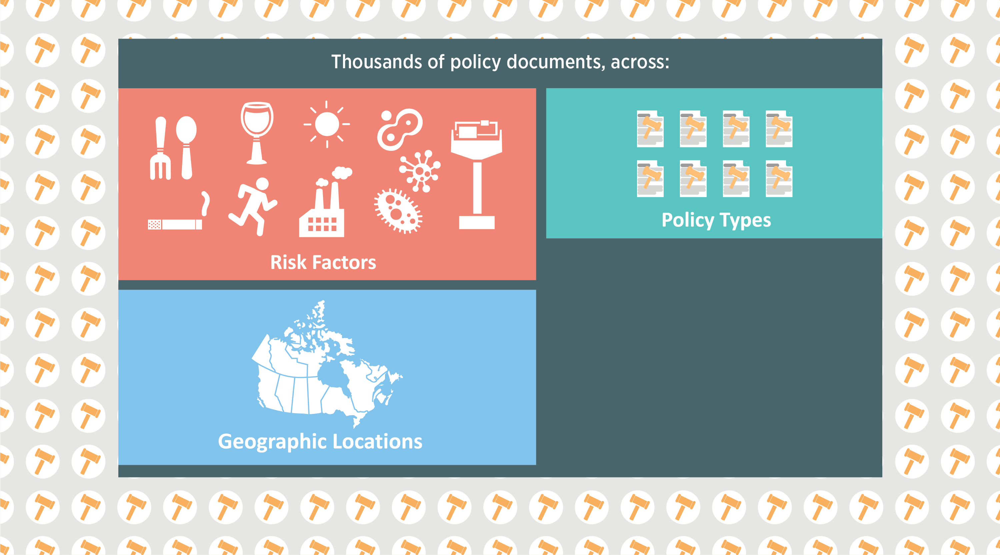 Thousands of policy documents, across:
Risk Factors
Policy Types
Geographic Locations